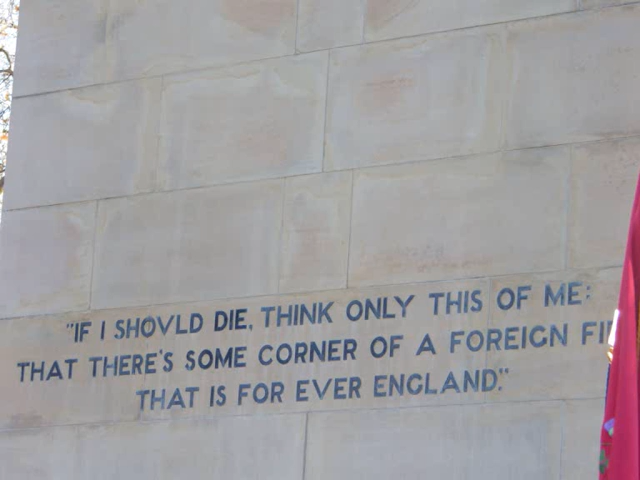 "IF I SHOVLD DIE, THINK ONLY THIS OF ME:
THAT THERE'S SOME CORNER OF A FOREIGN
THAT IS FOR EVER ENGLAND."